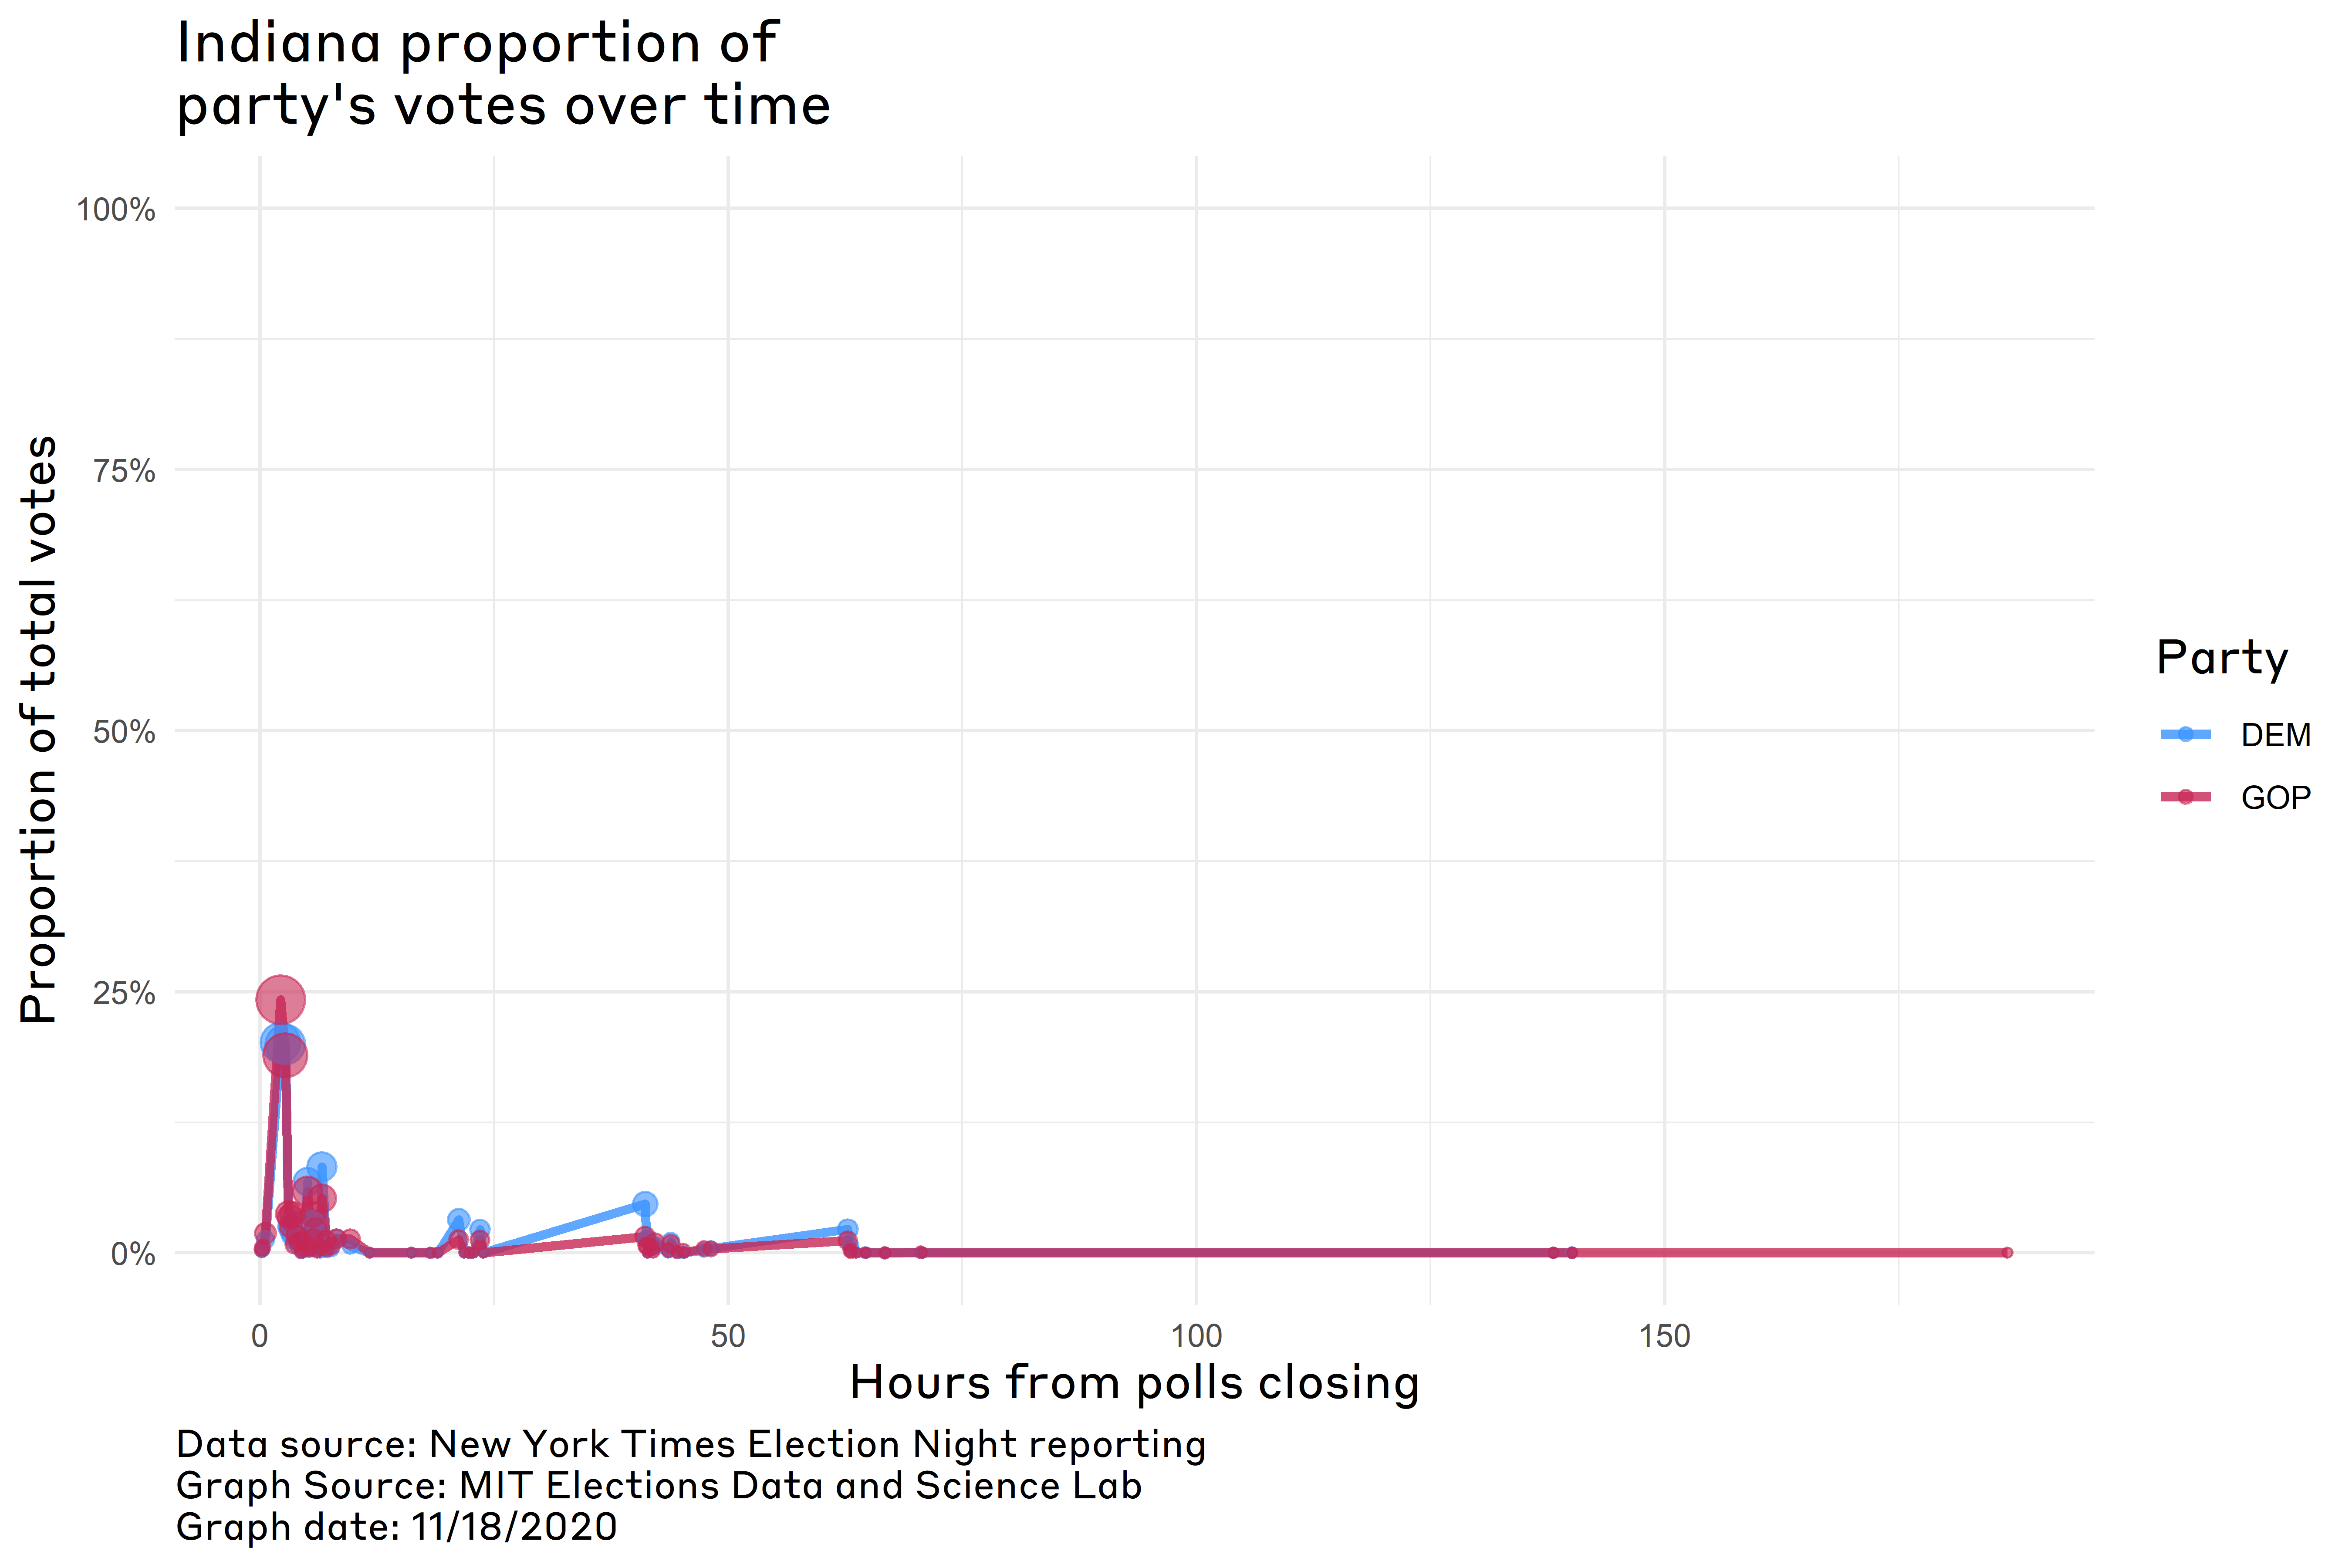 Indiana proportion of
party's votes over time
Proportion of total votes
100%
75%
50%
25%
0%
0
50
100
150
Hours from polls closing
Party
DEM
GOP
Data source: New York Times Election Night reporting
Graph Source: MIT Elections Data and Science Lab
Graph date: 11/18/2020